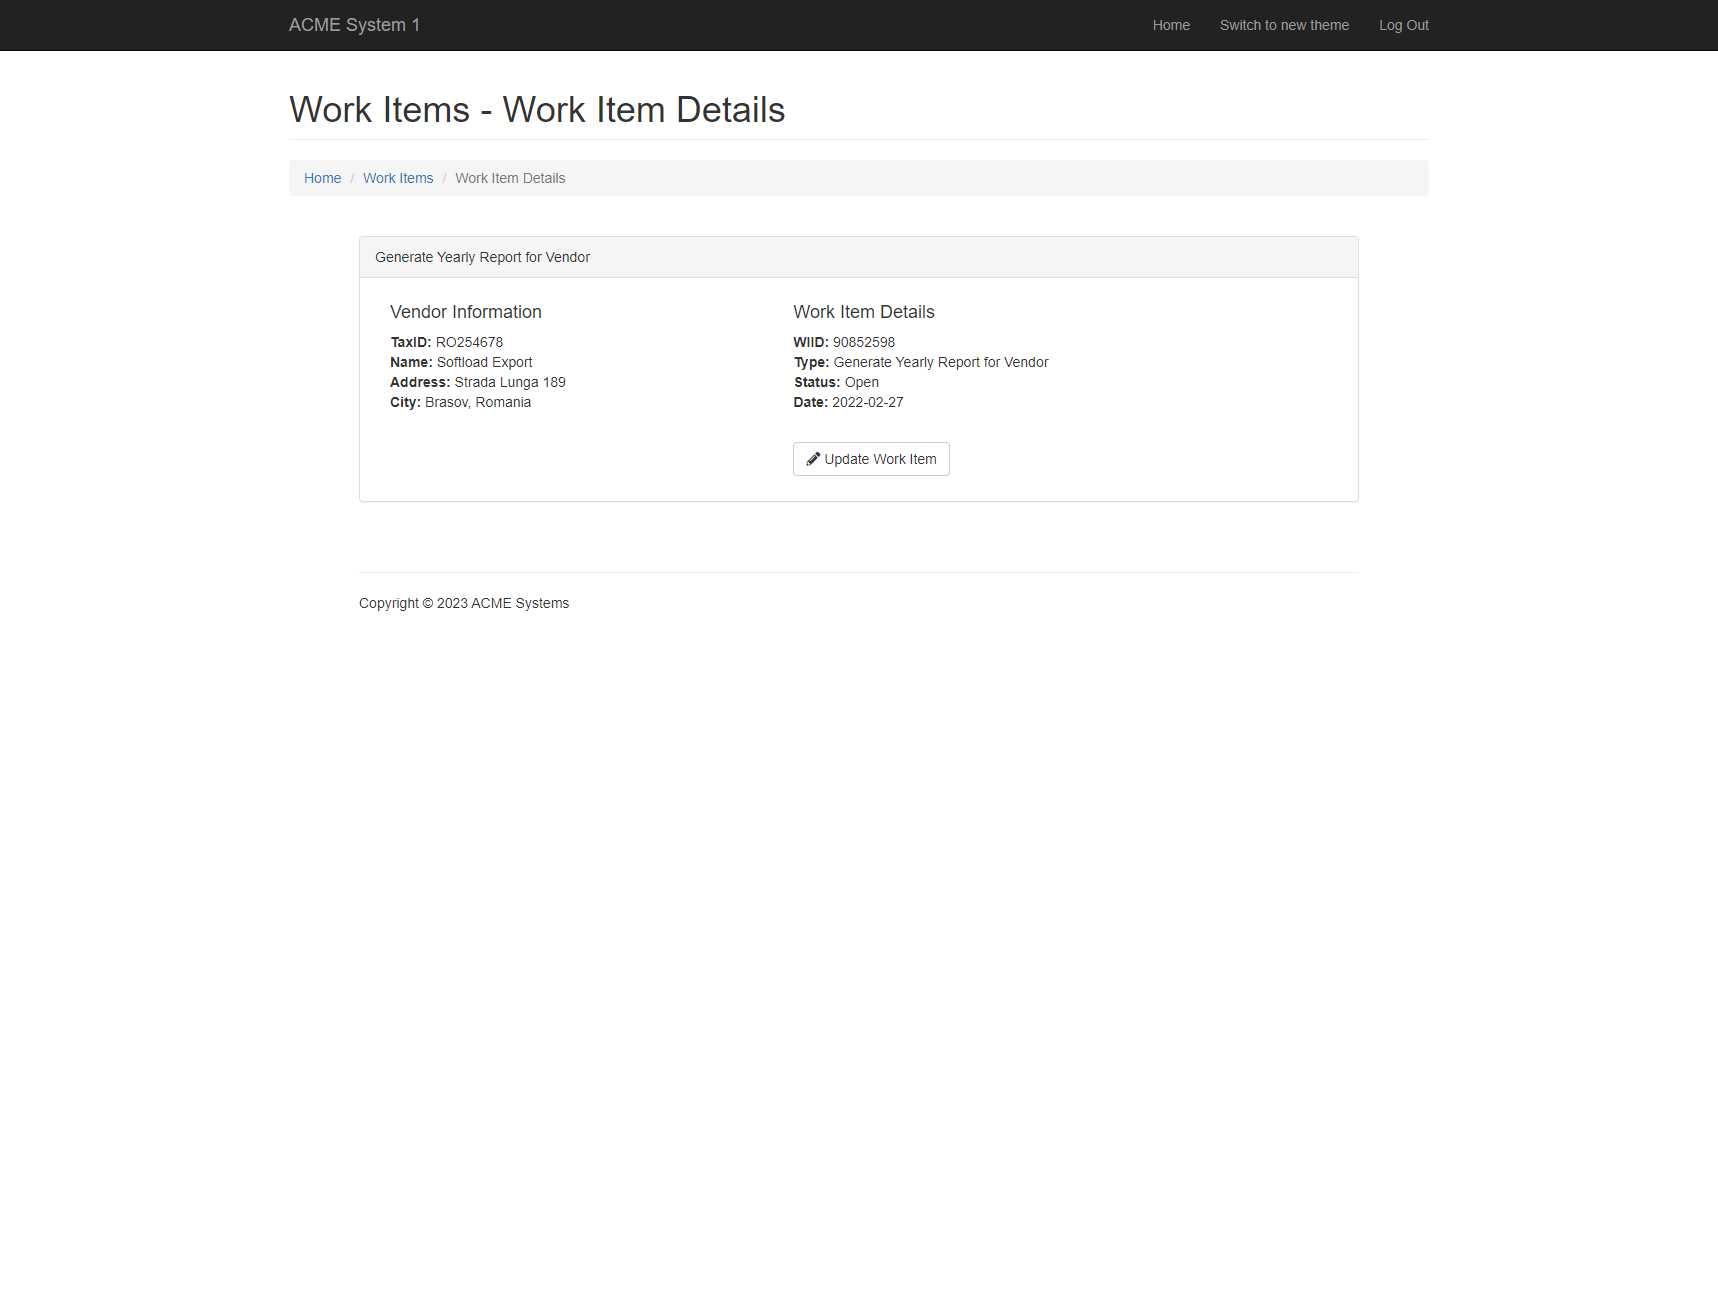 ACME System 1
Home
Switch to new theme
Log Out
Work Items - Work Item Details
Home / Work Items / Work Item Details
Generate Yearly Report for Vendor
Vendor Information
TaxID: RO254678
Name: Softload Export
Address: Strada Lunga 189
City: Brasov, Romania
Work Item Details
WIID: 90852598
Type: Generate Yearly Report for Vendor
Status: Open
Date: 2022-02-27
Update Work Item
Copyright © 2023 ACME Systems